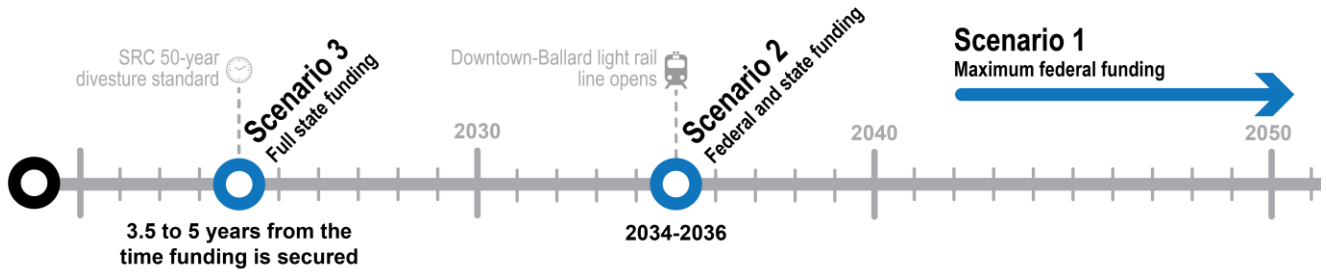 SRC 50-year
divesture standard
Scenario 3
Full state funding
Downtown-Ballard light rail
line opens
Scenario 2
Federal and state funding
Scenario 1
Maximum federal funding
2030
2040
2050
3.5 to 5 years from the
time funding is secured
2034-2036